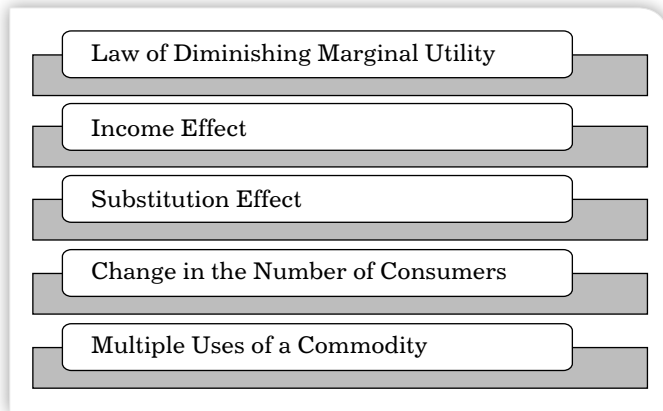 Law of Diminishing Marginal Utility
Income Effect
Substitution Effect
Change in the Number of Consumers
Multiple Uses of a Commodity